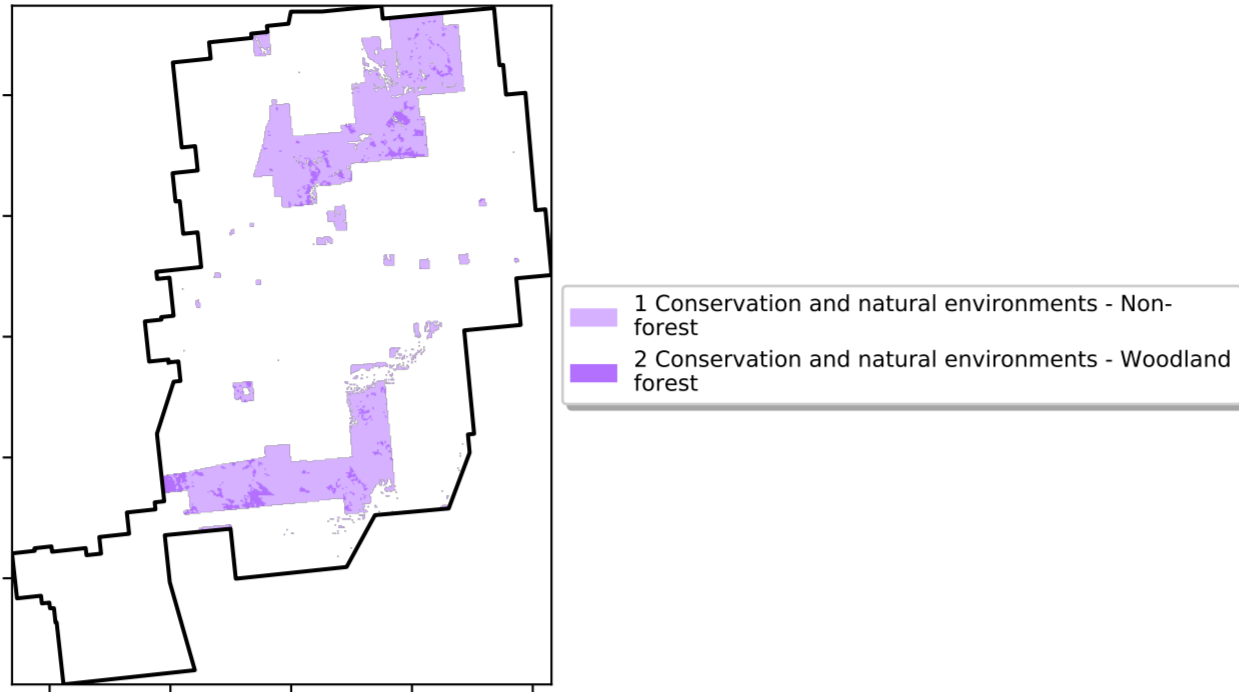 1 Conservation and natural environments - Non-
forest
2 Conservation and natural environments - Woodland
forest